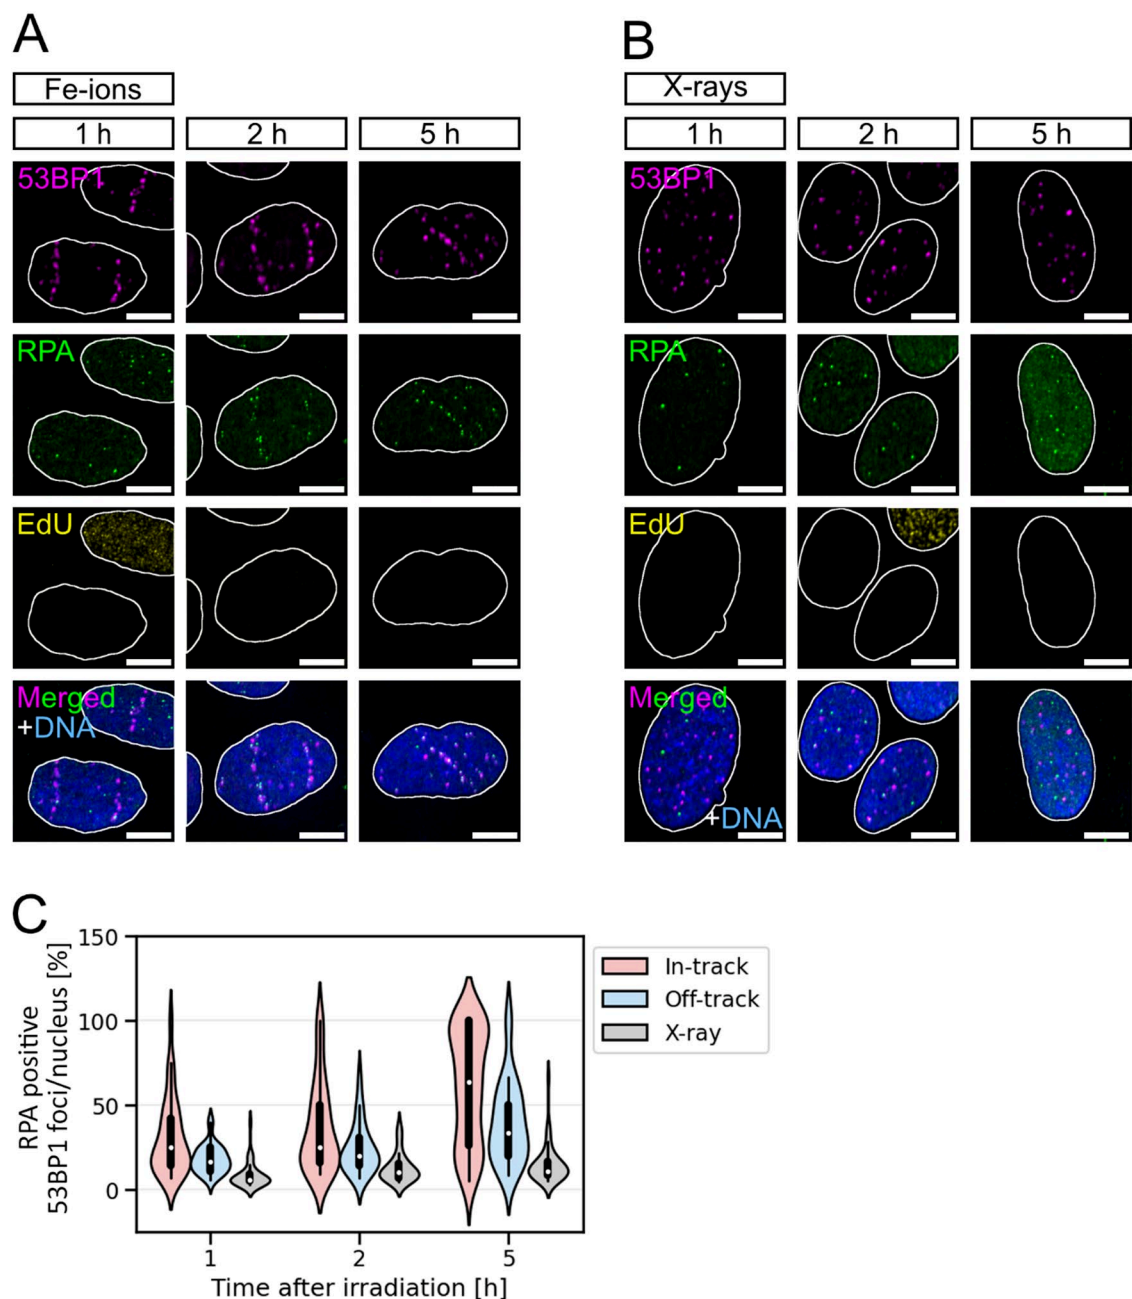 A
B
Fe-ions
X-rays
1 h
2 h
5 h
1 h
2 h
5 h
53BP1
53BP1
RPA
RPA
EdU
EdU
Merged
+DNA
Merged
+DNA
C
RPA positive
53BP1 foci/nucleus [%]
150
100
50
0
1
2
5
Time after irradiation [h]
In-track
Off-track
X-ray